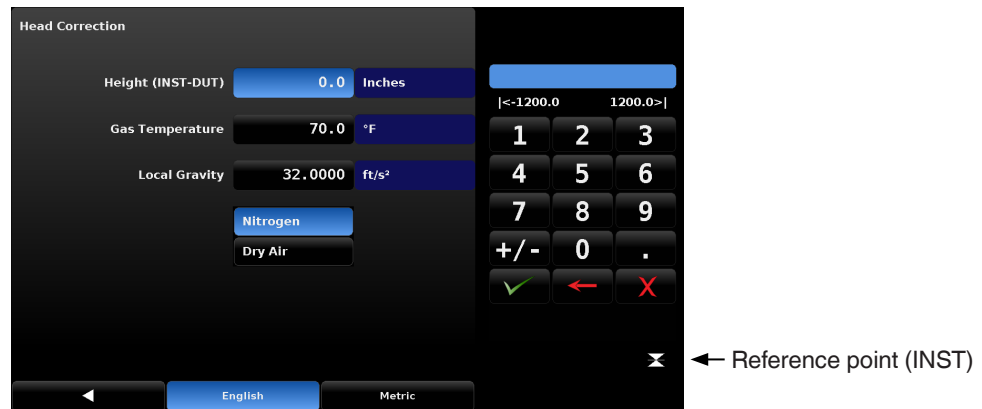 Head Correction
Height (INST-DUT) 0.0 Inches
|<-1200.0 1200.0>|
Gas Temperature 70.0 °F
1 2 3
Local Gravity 32.0000 ft/s²
4 5 6
Nitrogen
7 8 9
Dry Air
+/- 0 .
X
Reference point (INST)
English Metric